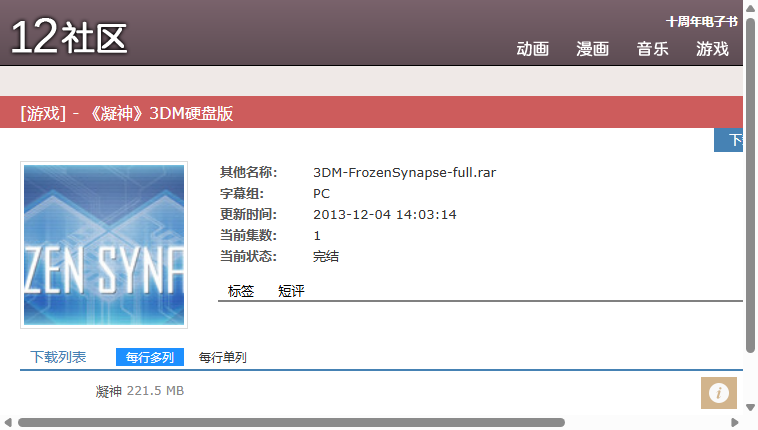 12社区
十周年电子书
动画 漫画 音乐 游戏
[游戏] - 《凝神》3DM硬盘版
ZEN SYNA
其他名称: 3DM-FrozenSynapse-full.rar
字幕组: PC
更新时间: 2013-12-04 14:03:14
当前集数: 1
当前状态: 完结
标签 短评
下载列表 每行多列 每行单列
凝神 221.5 MB